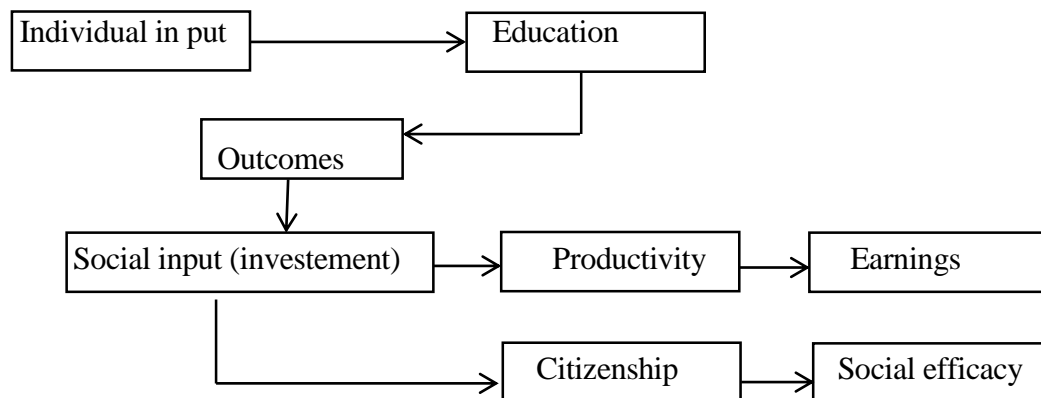 Individual in put
Education
Outcomes
Social input (investement)
Productivity
Earnings
Citizenship
Social efficacy